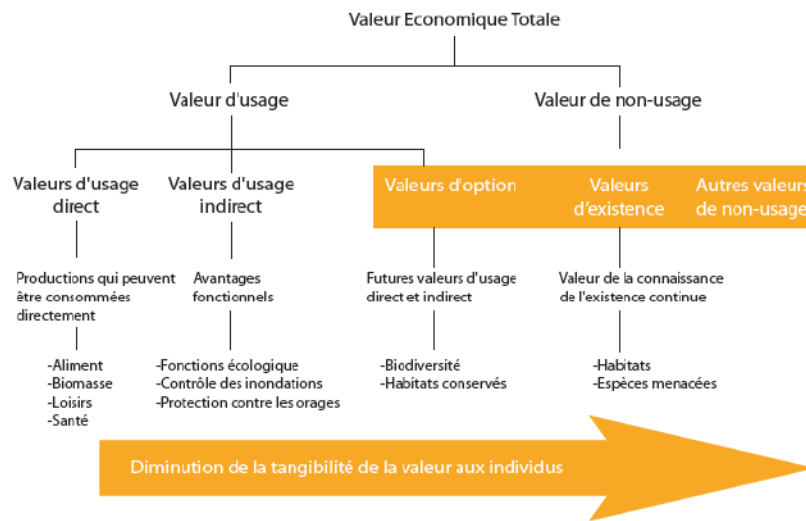 Valeur Economique Totale
Valeur d'usage
Valeur de non-usage
Valeurs d'usage
direct
Valeurs d'usage
indirect
Valeurs d'option
Valeurs
d'existence
Autres valeurs
de non-usage
Productions qui peuvent
être consommées
directement
Avantages
fonctionnels
Futures valeurs d'usage
direct et indirect
Valeur de la connaissance
de l'existence continue
-Aliment
-Biomasse
-Loisirs
-Santé
-Fonctions écologique
-Contrôle des inondations
-Protection contre les orages
-Biodiversité
-Habitats conservés
-Habitats
-Espèces menacées
Diminution de la tangibilité de la valeur aux individus